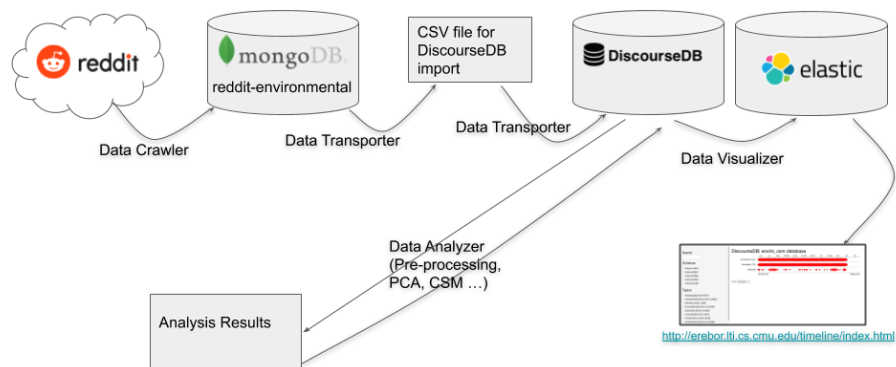 reddit
mongoDB.
reddit-environmental
CSV file for
DiscourseDB
import
DiscourseDB
elastic
Data Crawler
Data Transporter
Data Transporter
Data Visualizer
Data Analyzer
(Pre-processing,
PCA, CSM ...)
Analysis Results
DiscourseDB: enviro_csm database
http://erebor.lti.cs.cmu.edu/timeline/index.html